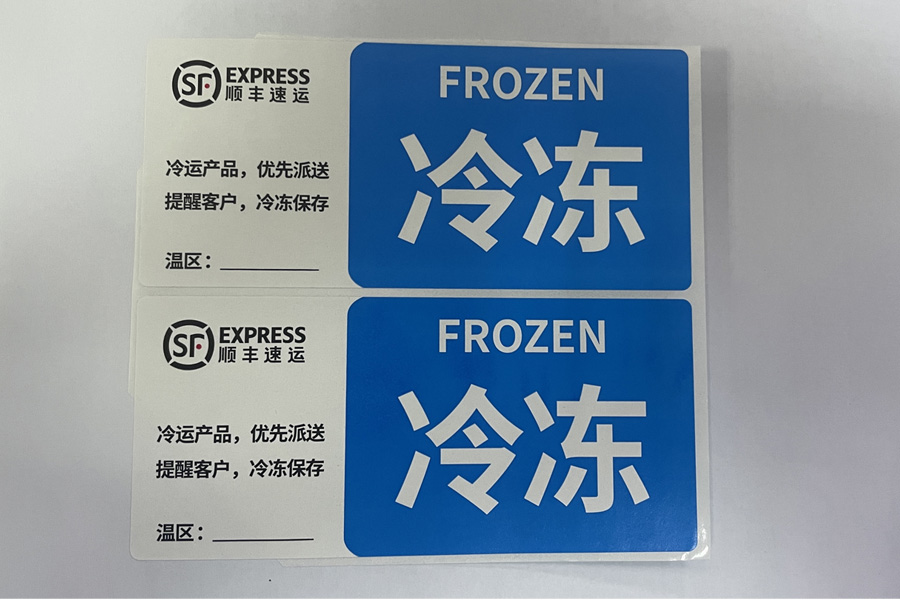 SF EXPRESS
顺丰速运
冷运产品，优先派送
提醒客户，冷冻保存
温区：
FROZEN
冷冻
SF EXPRESS
顺丰速运
冷运产品，优先派送
提醒客户，冷冻保存
温区：
FROZEN
冷冻